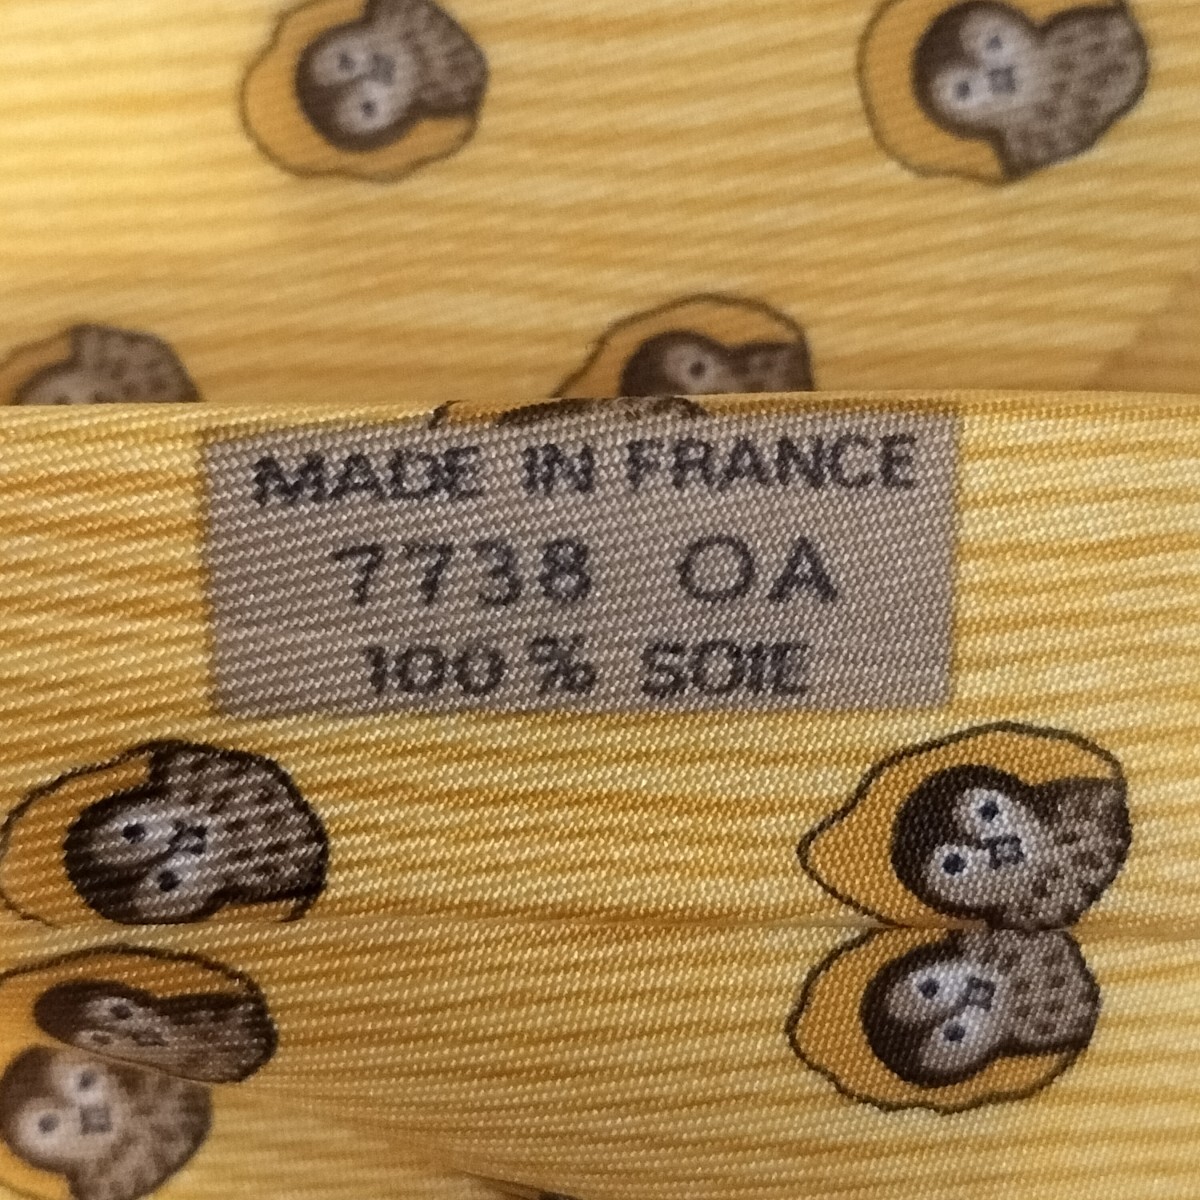 MADE IN FRANCE
7738 OA
100% SOIE